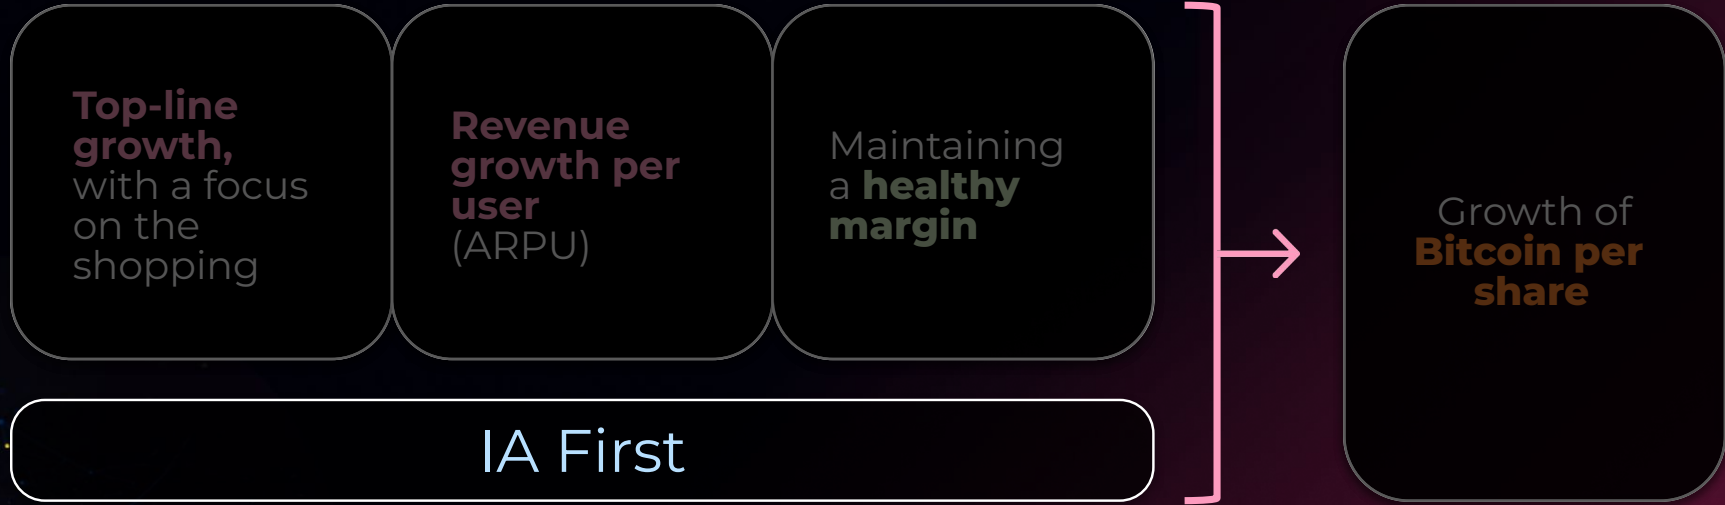 Top-line
growth,
with a focus
on the
shopping
Revenue
growth per
user
(ARPU)
Maintaining
a healthy
margin
IA First
Growth of
Bitcoin per
share